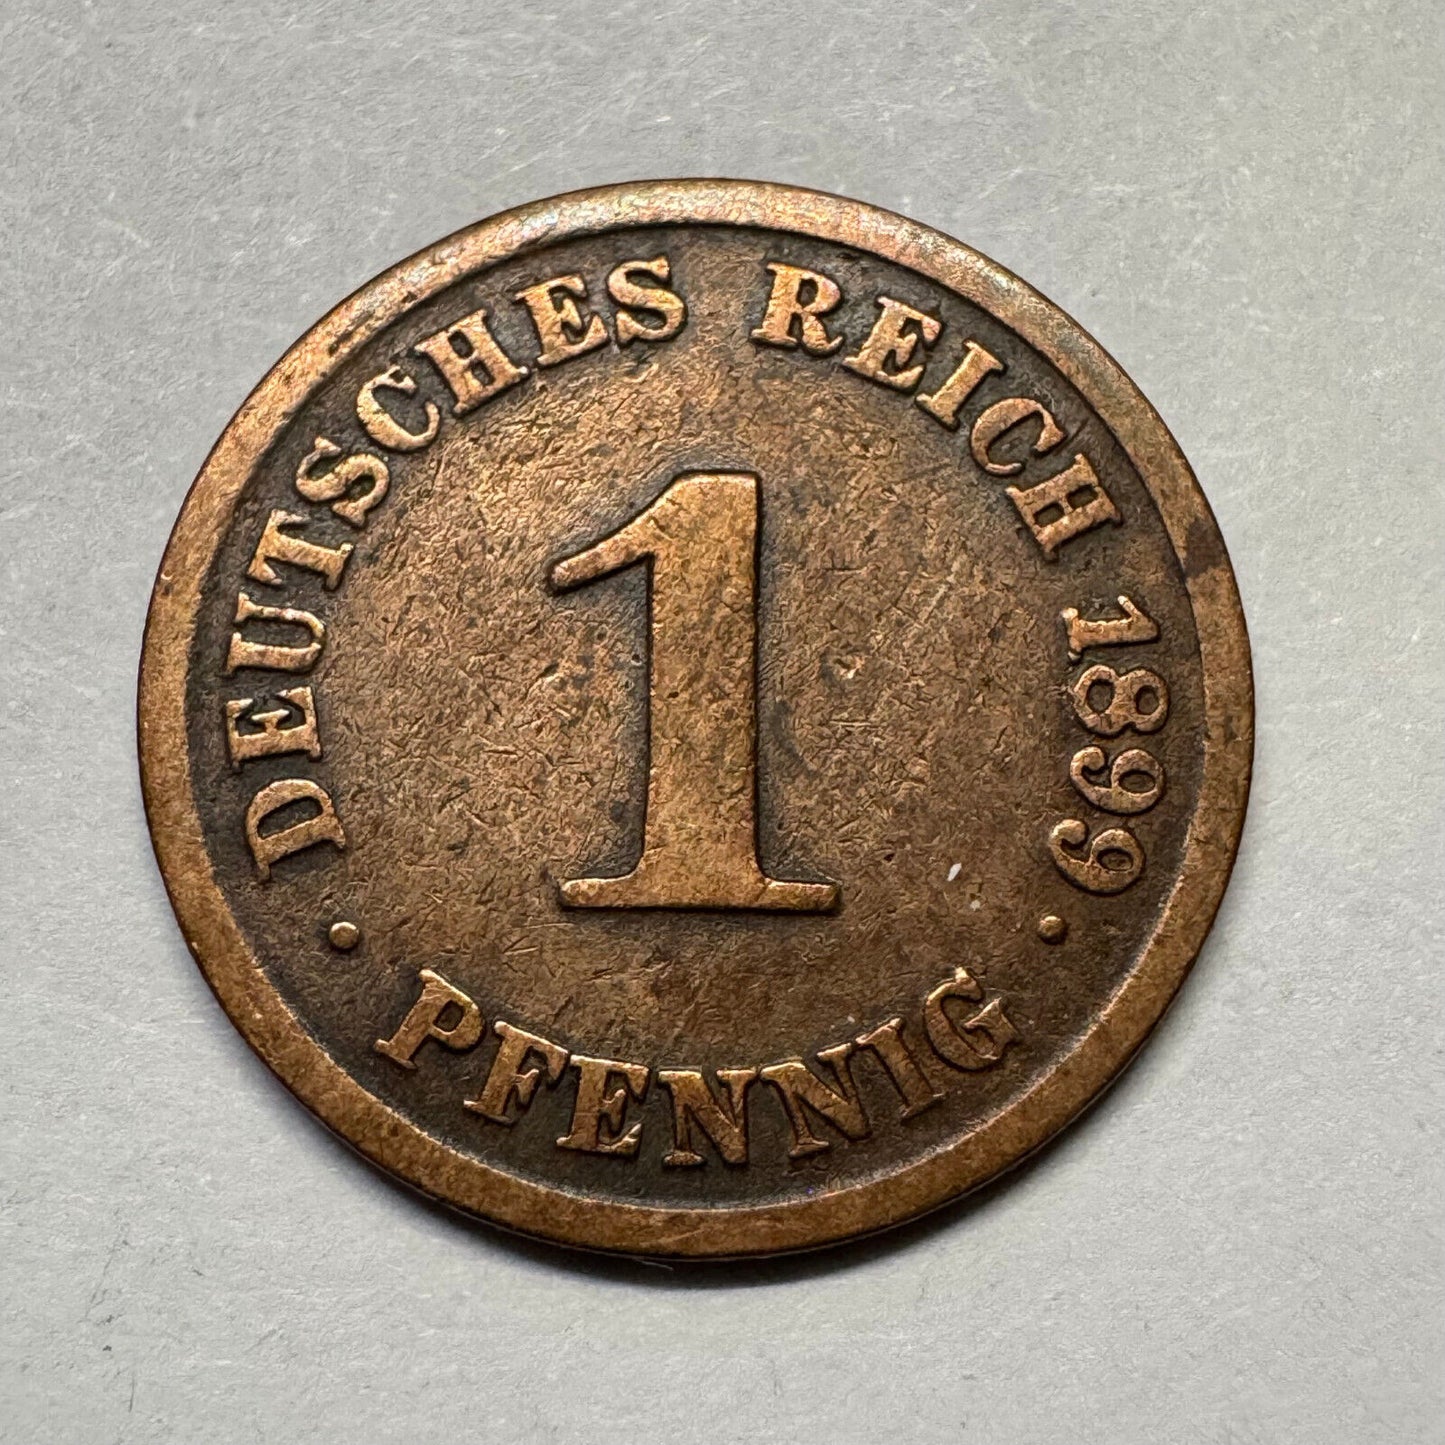 DEUTSCHES REICH 1899
1
· PFENNIG ·